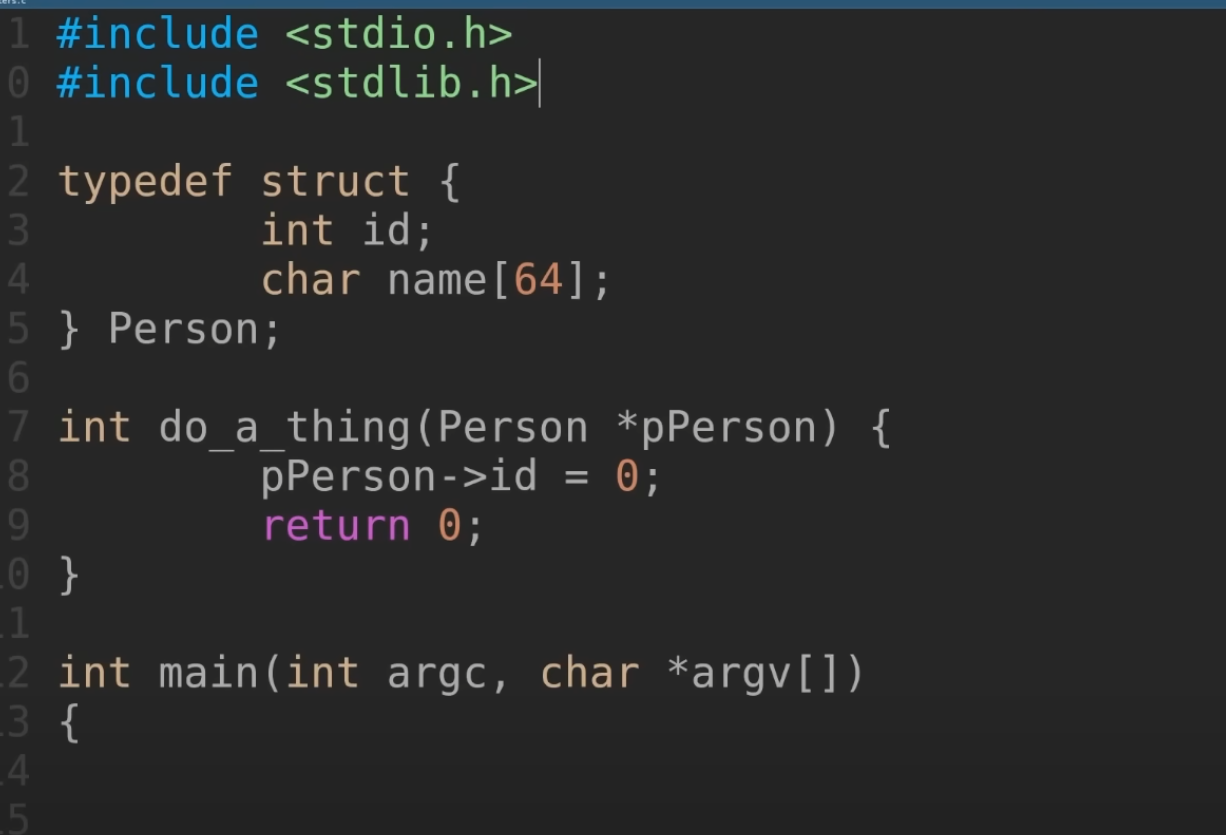 ers.c
1 #include <stdio.h>
0 #include <stdlib.h>
1
2 typedef struct {
3         int id;
4         char name[64];
5 } Person;
6
7 int do_a_thing(Person *pPerson) {
8         pPerson->id = 0;
9         return 0;
10 }
11
12 int main(int argc, char *argv[])
13 {
14
15